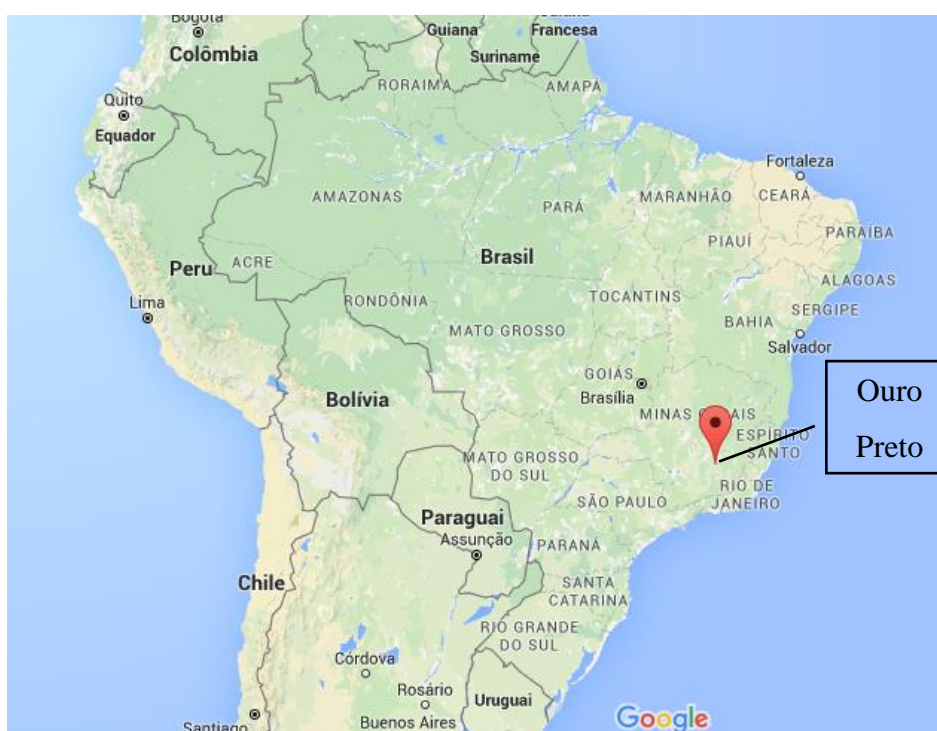 Bogotá
Colômbia
Guiana
Guiana
Francesa
Suriname
RORAIMA
AMAPÁ
Quito
Equador
Fortaleza
AMAZONAS
PARÁ
MARANHÃO
CEARÁ
PIAUÍ
PARAÍBA
Peru
ACRE
Brasil
ALAGOAS
RONDÔNIA
TOCANTINS
SERGIPE
Lima
MATO GROSSO
BAHIA
Salvador
GOIÁS
Brasília
Bolívia
MINAS GERAIS
Ouro
Preto
ESPÍRITO
SANTO
MATO GROSSO
DO SUL
RIO DE
JANEIRO
SÃO PAULO
Paraguai
Assunção
PARANÁ
Chile
SANTA
CATARINA
RIO GRANDE
DO SUL
Córdova
Rosário
Uruguai
Santiago
Buenos Aires
Google